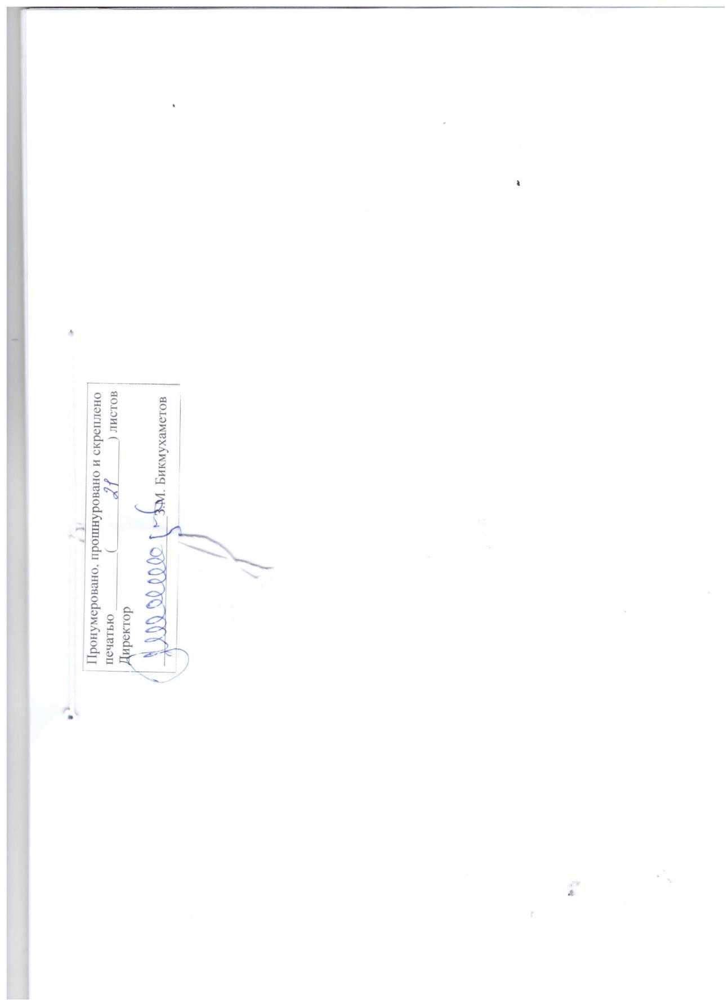 Пронумеровано, прошнуровано и скреплено
печатью ______ ( 21 ) листов
Директор
З.М. Бикмухаметов